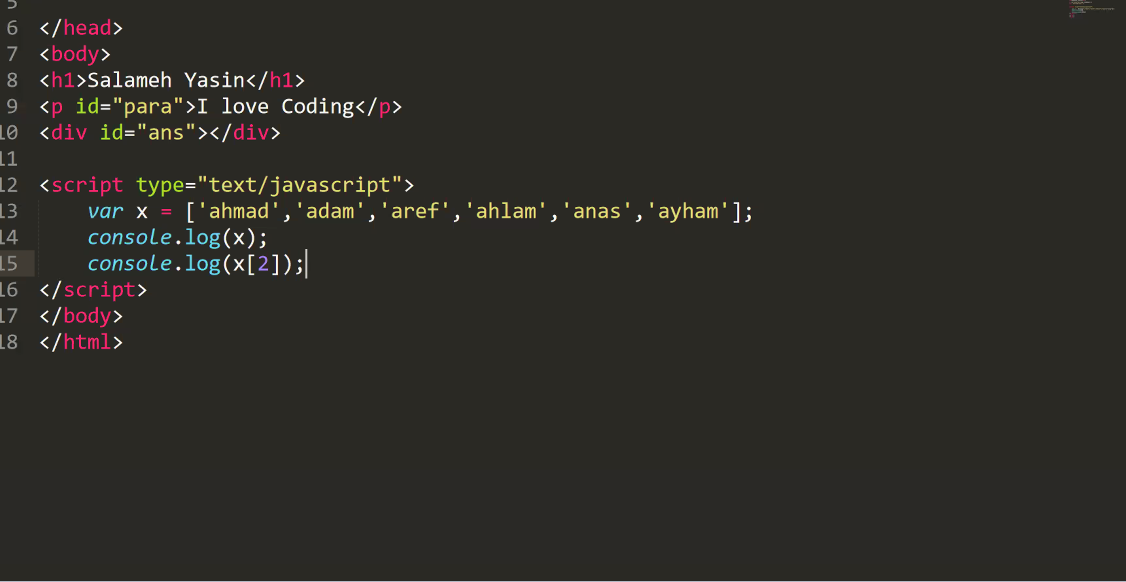 5
6 </head>
7 <body>
8 <h1>Salameh Yasin</h1>
9 <p id="para">I love Coding</p>
10 <div id="ans"></div>
11
12 <script type="text/javascript">
13 var x = ['ahmad','adam','aref','ahlam','anas','ayham'];
14 console.log(x);
15 console.log(x[2]);
16 </script>
17 </body>
18 </html>